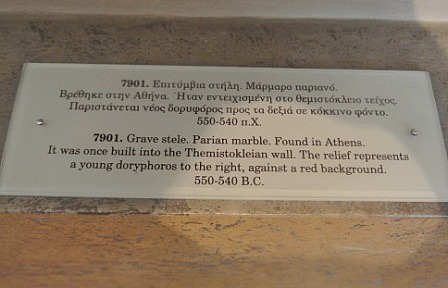 7901. Επιτύμβια στήλη. Μάρμαρο παριανό.
Βρέθηκε στην Αθήνα. Ήταν εντειχισμένη στο θεμιστόκλειο τείχος.
Παριστάνεται νέος δορυφόρος προς τα δεξιά σε κόκκινο φόντο.
550-540 π.Χ.
7901. Grave stele. Parian marble. Found in Athens.
It was once built into the Themistokleian wall. The relief represents
a young doryphoros to the right, against a red background.
550-540 B.C.